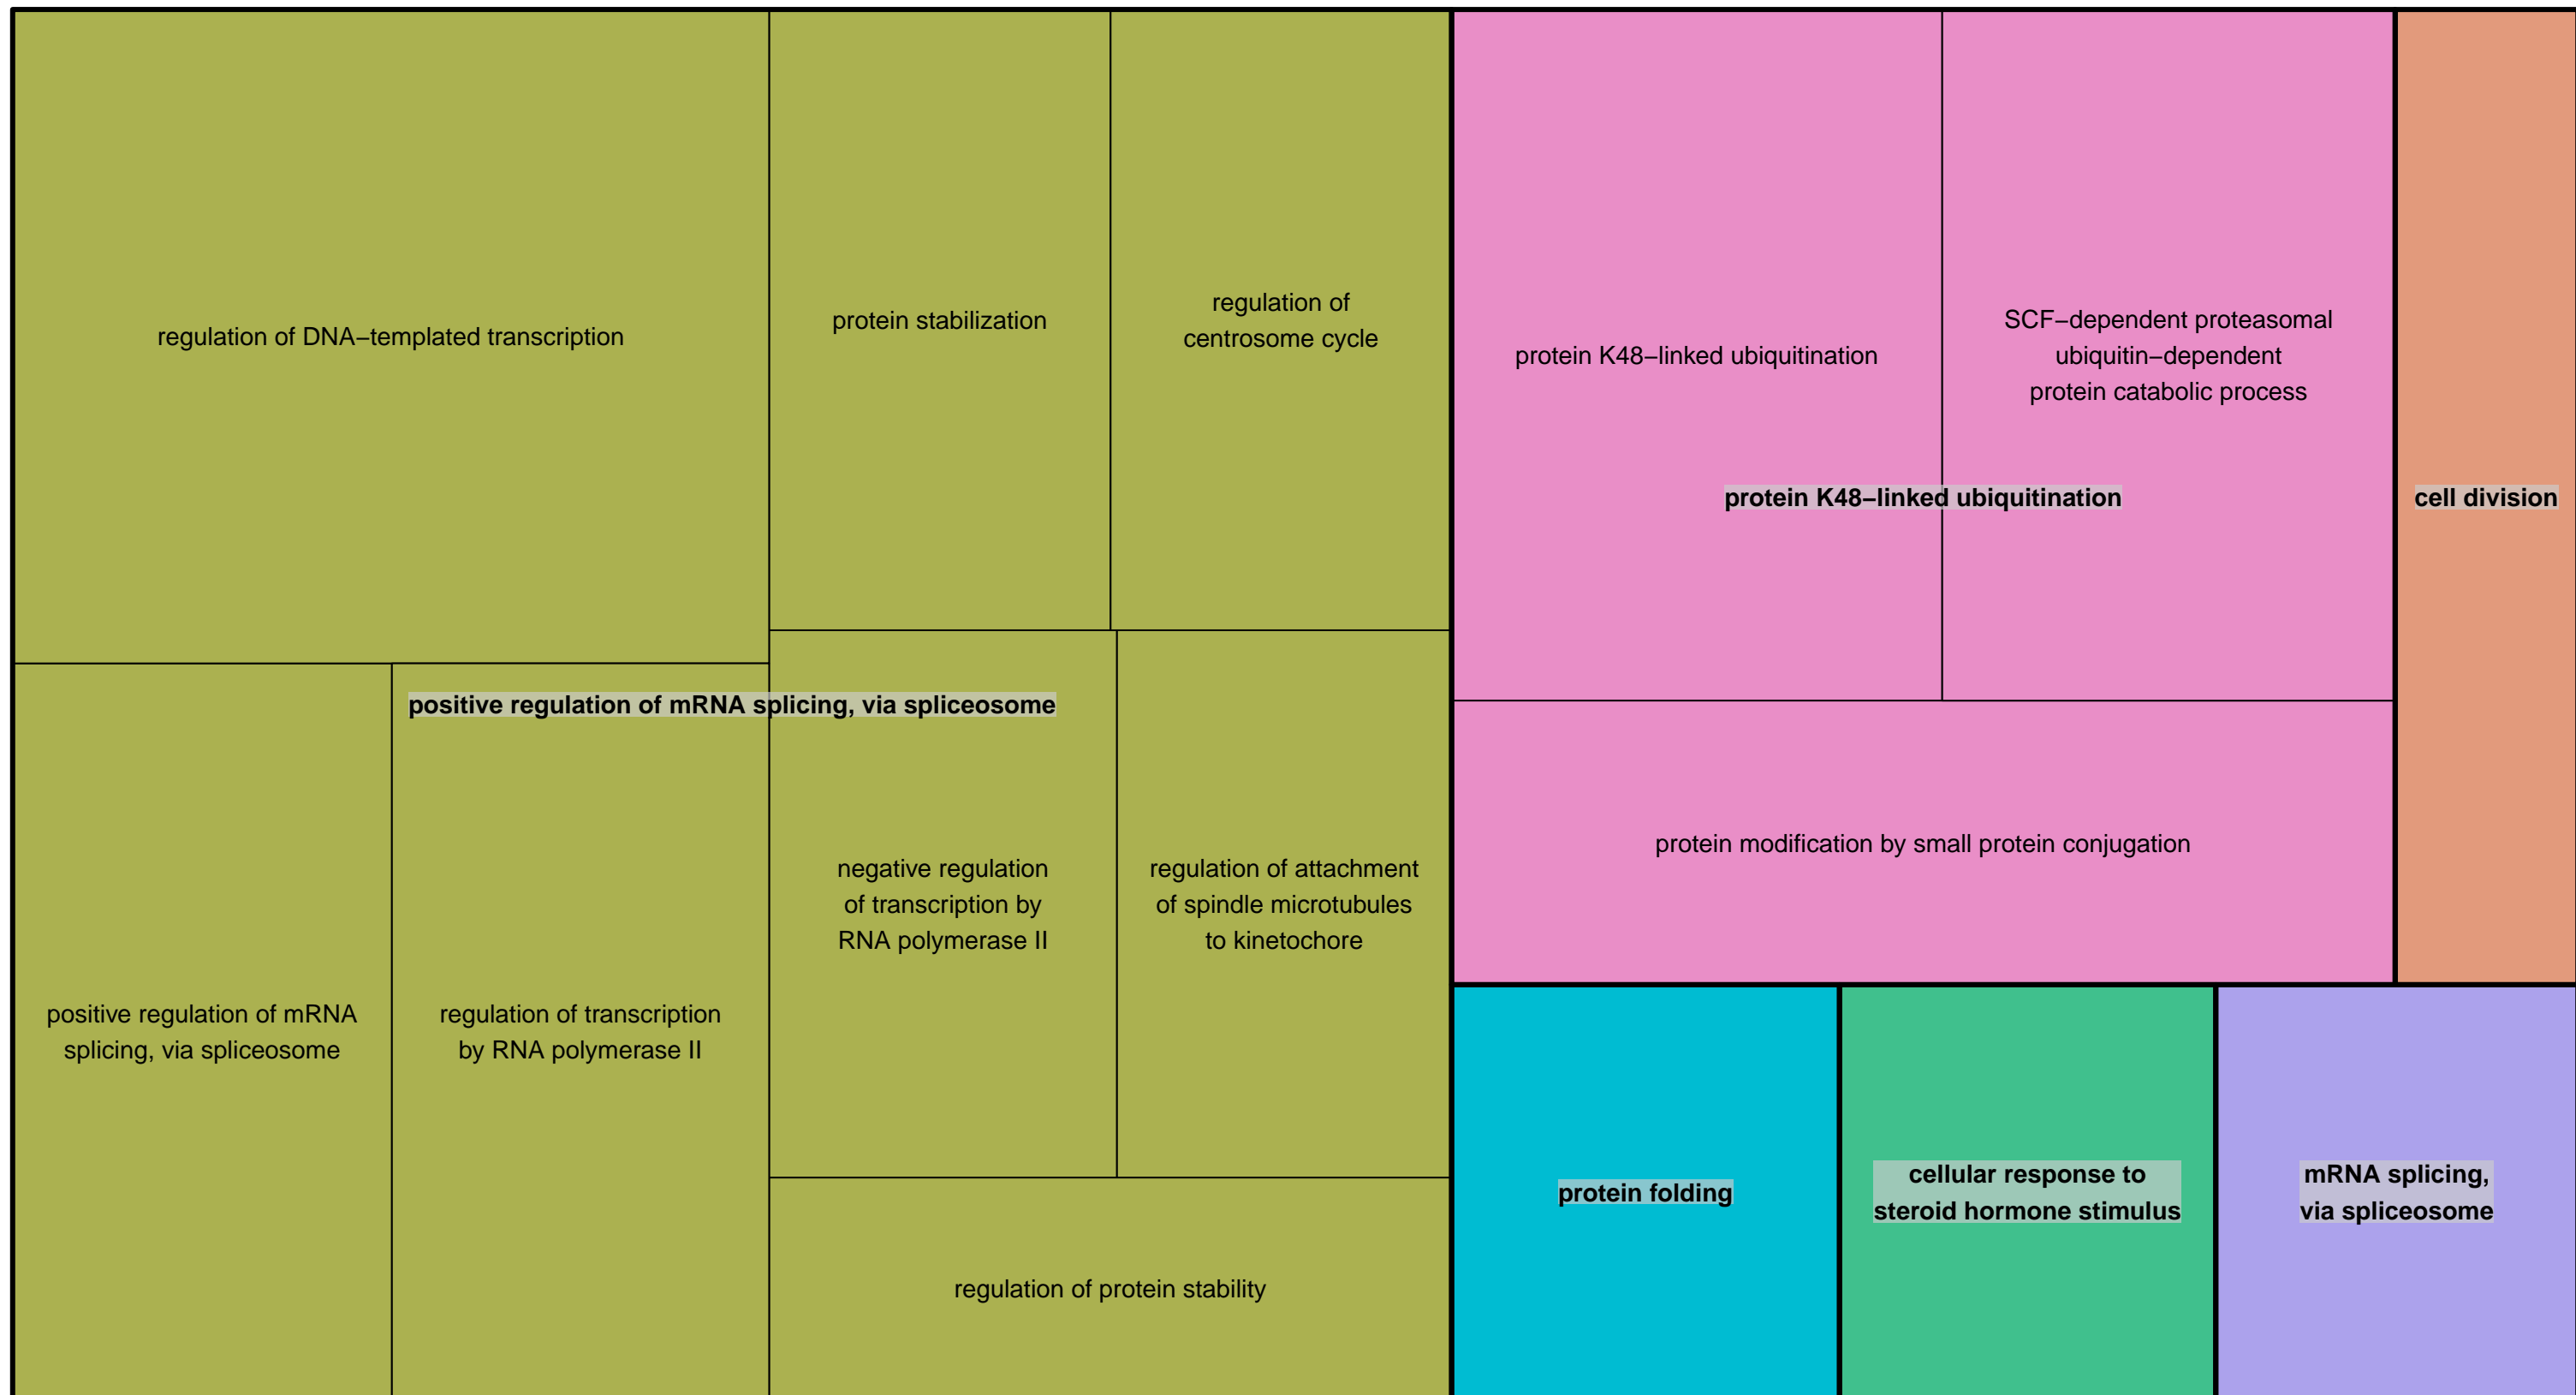 regulation of DNA−templated transcription
protein stabilization
regulation of
centrosome cycle
positive regulation of mRNA splicing, via spliceosome
positive regulation of mRNA
splicing, via spliceosome
regulation of transcription
by RNA polymerase II
negative regulation
of transcription by
RNA polymerase II
regulation of attachment
of spindle microtubules
to kinetochore
regulation of protein stability
protein K48−linked ubiquitination
SCF−dependent proteasomal
ubiquitin−dependent
protein catabolic process
protein K48−linked ubiquitination
protein modification by small protein conjugation
cell division
protein folding
cellular response to
steroid hormone stimulus
mRNA splicing,
via spliceosome